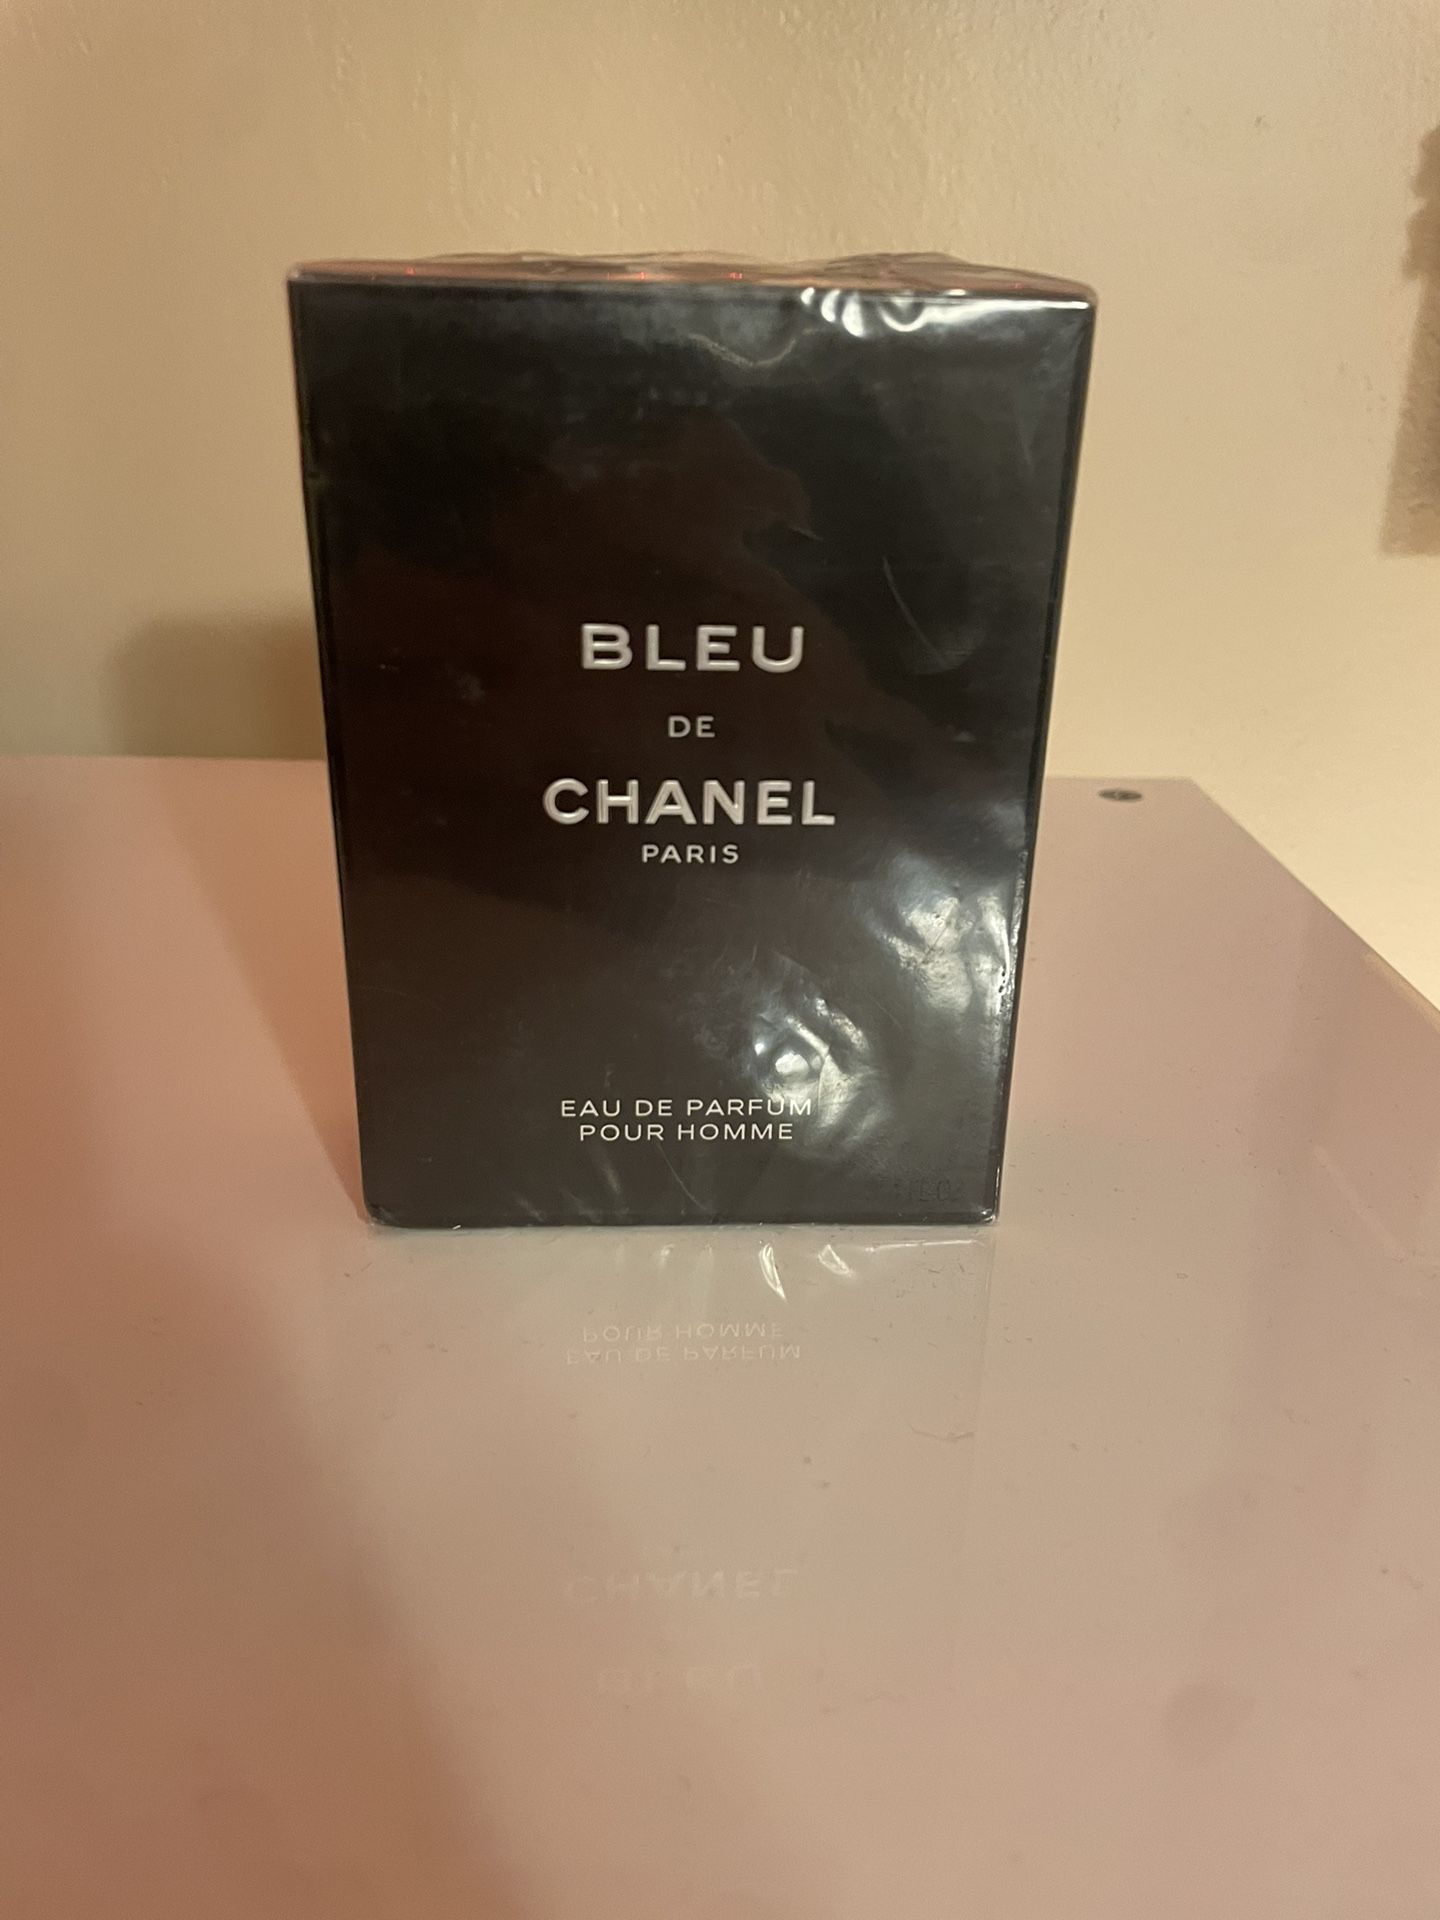 BLEU
DE
CHANEL
PARIS
EAU DE PARFUM
POUR HOMME